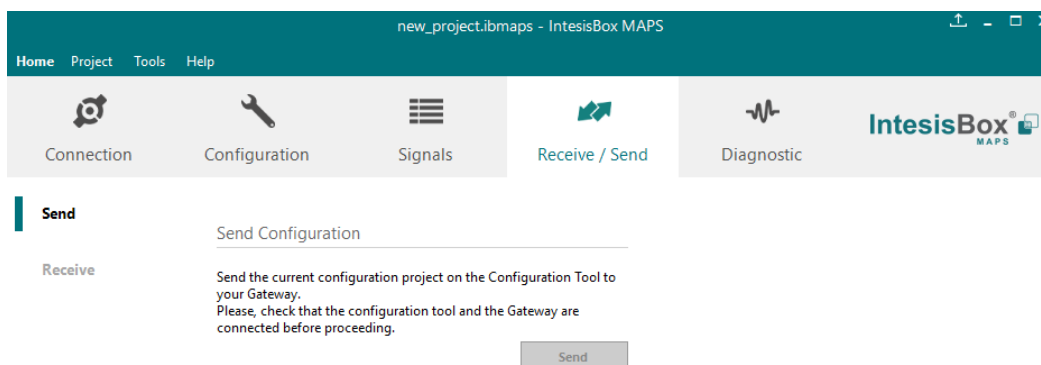 new_project.ibmaps - IntesisBox MAPS
Home Project Tools Help
Connection Configuration Signals Receive / Send Diagnostic
IntesisBox®
MAPS
Send
Send Configuration
Receive
Send the current configuration project on the Configuration Tool to
your Gateway.
Please, check that the configuration tool and the Gateway are
connected before proceeding.
Send